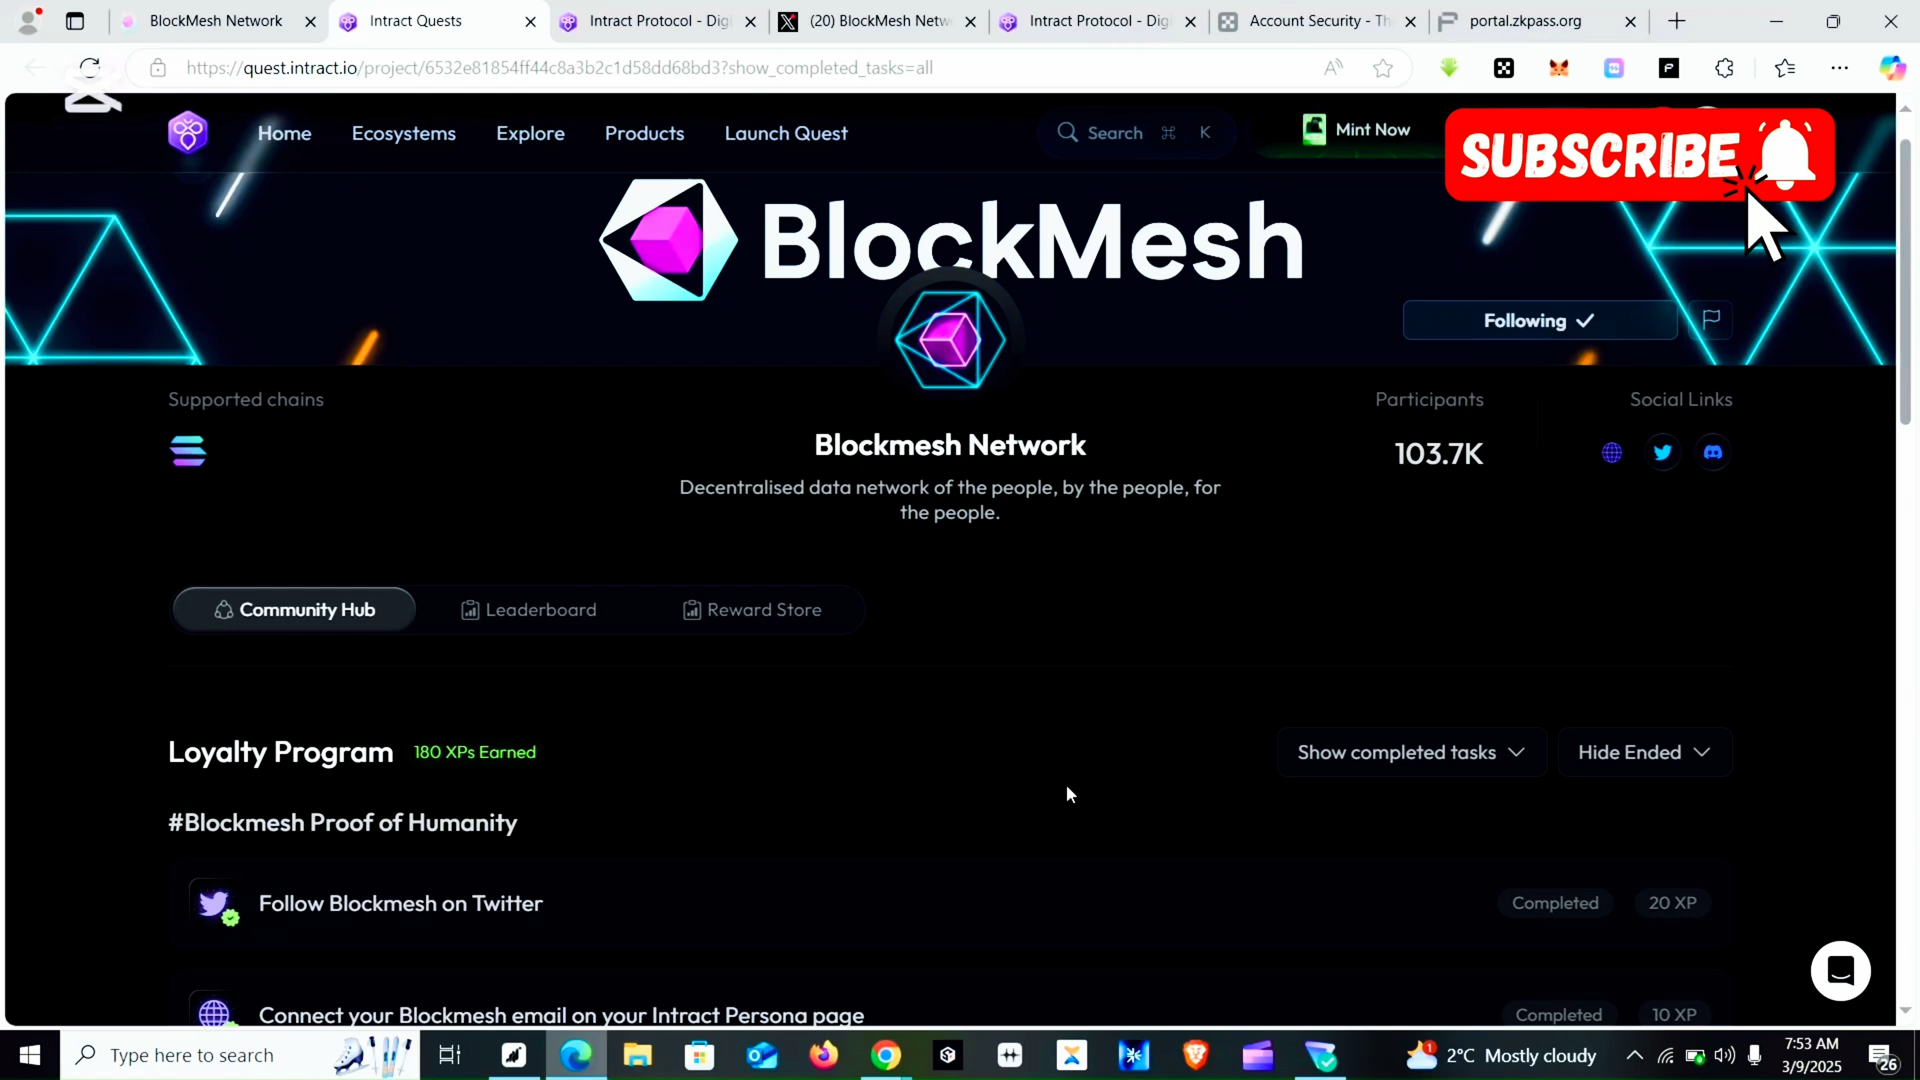 BlockMesh Network
Intract Quests
Intract Protocol - Digi
(20) BlockMesh Netw
Intract Protocol - Digi
Account Security - Th
portal.zkpass.org
https://quest.intract.io/project/6532e81854ff44c8a3b2c1d58dd68bd3?show_completed_tasks=all
Home
Ecosystems
Explore
Products
Launch Quest
Search ⌘ K
Mint Now
SUBSCRIBE
BlockMesh
Following
Supported chains
Participants
Social Links
103.7K
Blockmesh Network
Decentralised data network of the people, by the people, for
the people.
Community Hub
Leaderboard
Reward Store
Loyalty Program
180 XPs Earned
Show completed tasks
Hide Ended
#Blockmesh Proof of Humanity
Follow Blockmesh on Twitter
Completed
20 XP
Connect your Blockmesh email on your Intract Persona page
Completed
10 XP
Type here to search
1
2°C Mostly cloudy
7:53 AM
3/9/2025
26